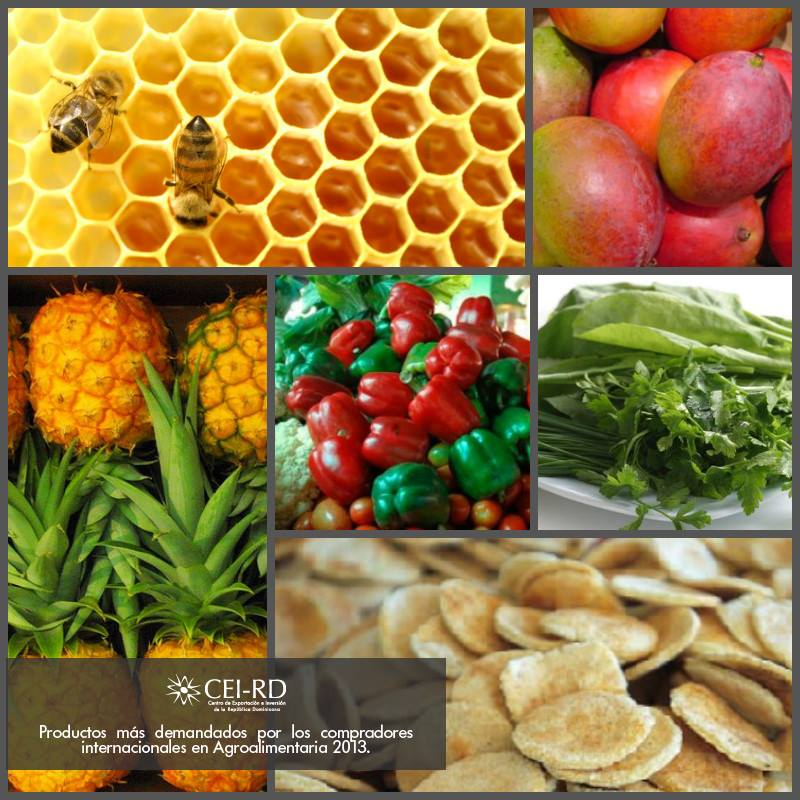 CEI-RD
Centro de Exportación e Inversión
de la República Dominicana
Productos más demandados por los compradores
internacionales en Agroalimentaria 2013.